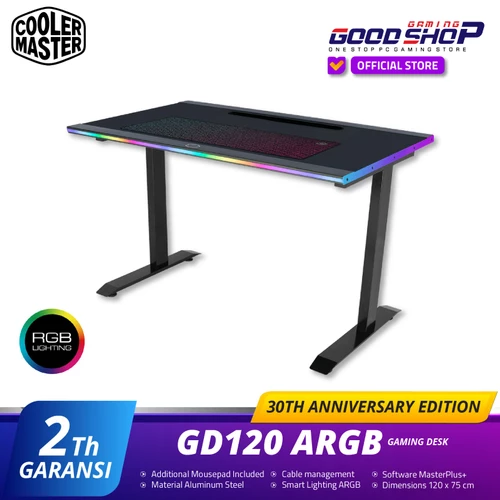 COOLER
MASTER
GAMING
GOODSHOP
ONE STOP PC GAMING STORE
OFFICIAL STORE
RGB
LIGHTING
30TH ANNIVERSARY EDITION
2Th
GARANSI
GD120 ARGB GAMING DESK
• Additional Mousepad Included • Cable management • Software MasterPlus+
• Material Aluminum Steel • Smart Lighting ARGB • Dimensions 120 x 75 cm